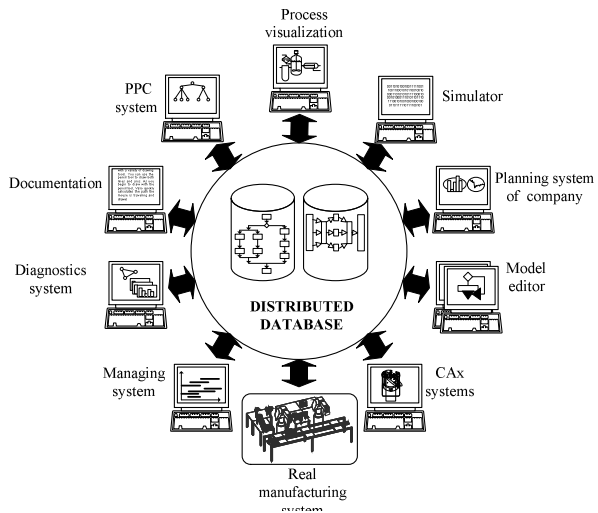 Process
visualization
PPC
system
Simulator
Documentation
Planning system
of company
Diagnostics
system
Model
editor
DISTRIBUTED
DATABASE
Managing
system
CAx
systems
Real
manufacturing
system